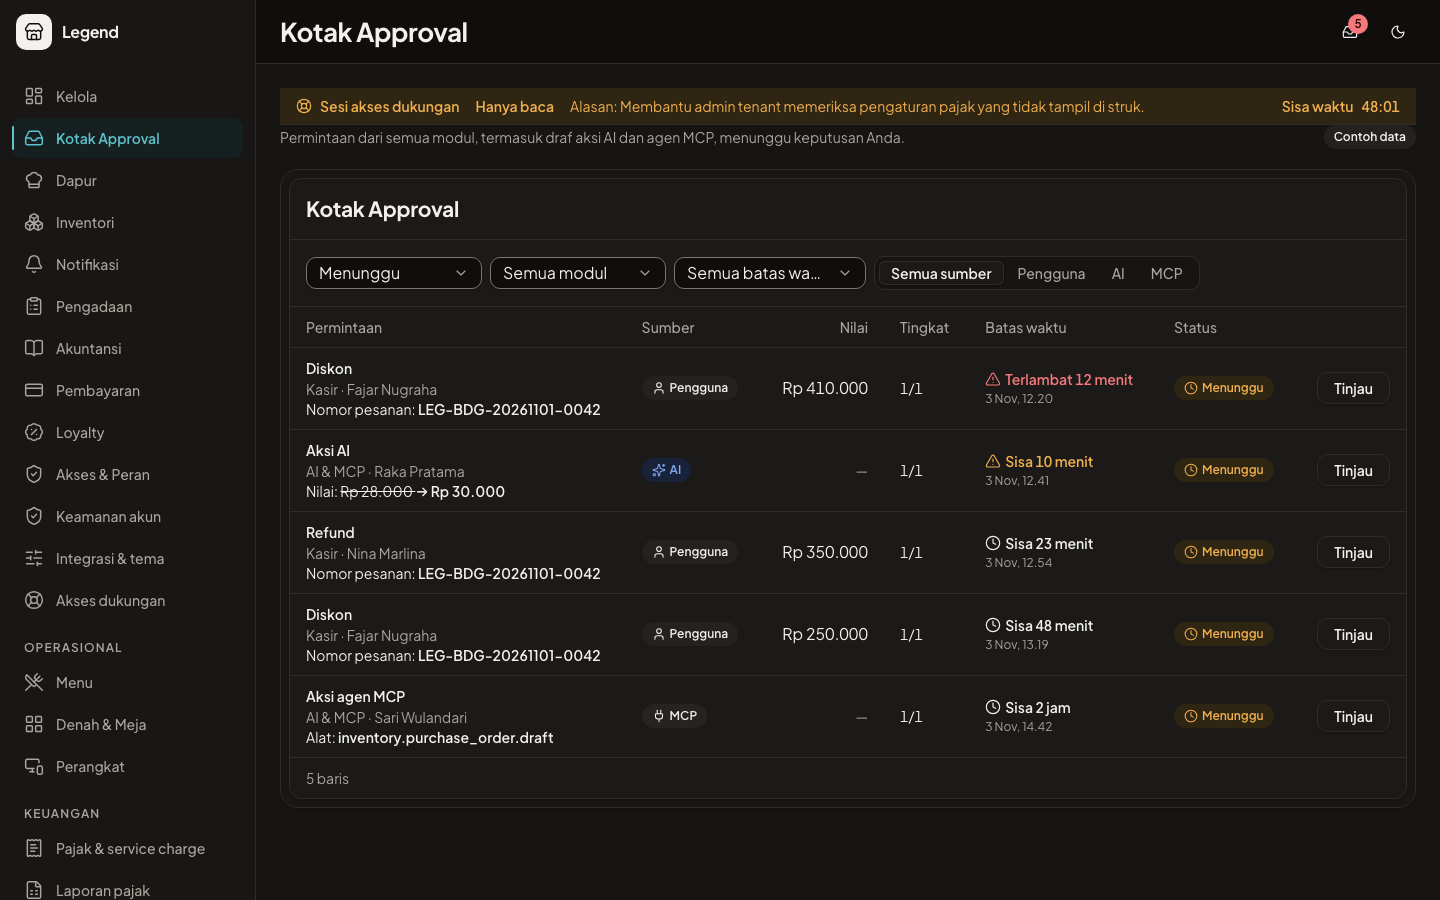 Legend
Kotak Approval
5
Kelola
Kotak Approval
Dapur
Inventori
Notifikasi
Pengadaan
Akuntansi
Pembayaran
Loyalty
Akses & Peran
Keamanan akun
Integrasi & tema
Akses dukungan
OPERASIONAL
Menu
Denah & Meja
Perangkat
KEUANGAN
Pajak & service charge
Laporan pajak
Sesi akses dukungan Hanya baca Alasan: Membantu admin tenant memeriksa pengaturan pajak yang tidak tampil di struk. Sisa waktu 48:01
Permintaan dari semua modul, termasuk draf aksi AI dan agen MCP, menunggu keputusan Anda. Contoh data
Kotak Approval
Menunggu Semua modul Semua batas wa... Semua sumber Pengguna AI MCP
Permintaan Sumber Nilai Tingkat Batas waktu Status
Diskon
Kasir · Fajar Nugraha
Nomor pesanan: LEG-BDG-20261101-0042
Pengguna Rp 410.000 1/1
Terlambat 12 menit
3 Nov, 12.20
Menunggu Tinjau
Aksi AI
AI & MCP · Raka Pratama
Nilai: Rp 28.000 → Rp 30.000
AI — 1/1
Sisa 10 menit
3 Nov, 12.41
Menunggu Tinjau
Refund
Kasir · Nina Marlina
Nomor pesanan: LEG-BDG-20261101-0042
Pengguna Rp 350.000 1/1
Sisa 23 menit
3 Nov, 12.54
Menunggu Tinjau
Diskon
Kasir · Fajar Nugraha
Nomor pesanan: LEG-BDG-20261101-0042
Pengguna Rp 250.000 1/1
Sisa 48 menit
3 Nov, 13.19
Menunggu Tinjau
Aksi agen MCP
AI & MCP · Sari Wulandari
Alat: inventory.purchase_order.draft
MCP — 1/1
Sisa 2 jam
3 Nov, 14.42
Menunggu Tinjau
5 baris